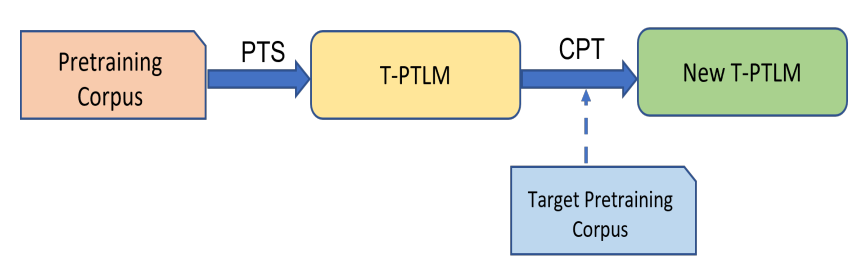 Pretraining
Corpus
PTS
T-PTLM
CPT
New T-PTLM
Target Pretraining
Corpus